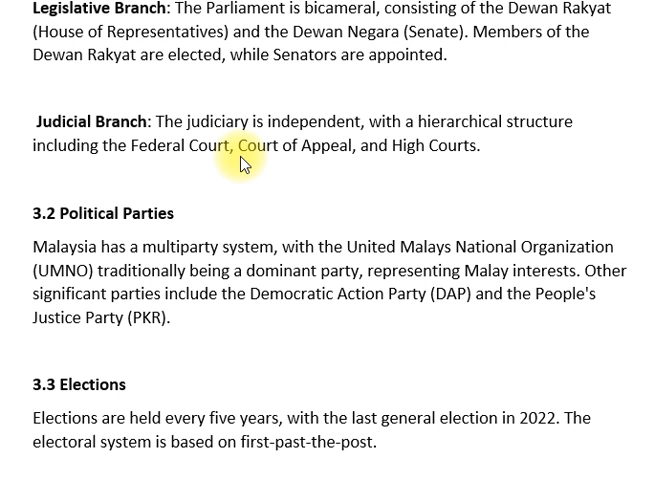 Legislative Branch: The Parliament is bicameral, consisting of the Dewan Rakyat
(House of Representatives) and the Dewan Negara (Senate). Members of the
Dewan Rakyat are elected, while Senators are appointed.
Judicial Branch: The judiciary is independent, with a hierarchical structure
including the Federal Court, Court of Appeal, and High Courts.
3.2 Political Parties
Malaysia has a multiparty system, with the United Malays National Organization
(UMNO) traditionally being a dominant party, representing Malay interests. Other
significant parties include the Democratic Action Party (DAP) and the People's
Justice Party (PKR).
3.3 Elections
Elections are held every five years, with the last general election in 2022. The
electoral system is based on first-past-the-post.